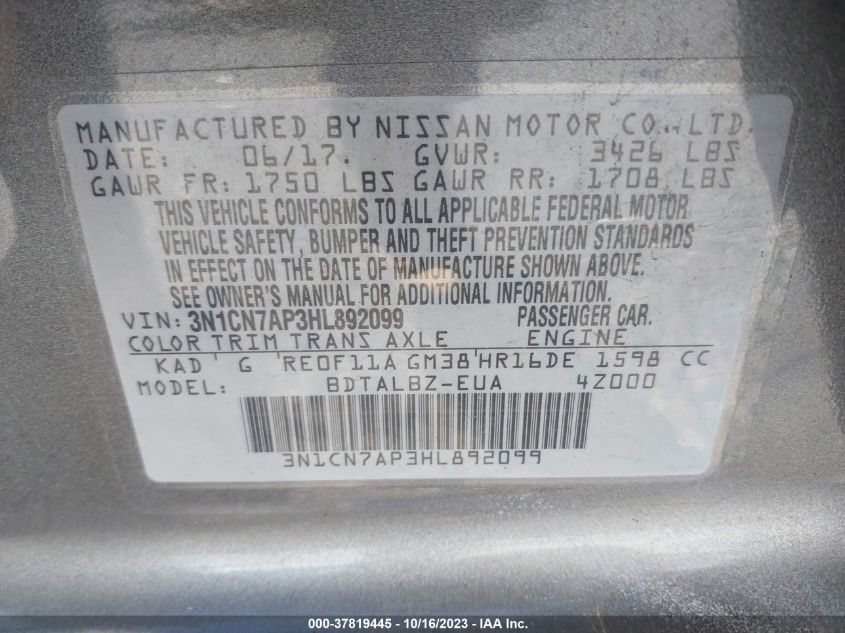 MANUFACTURED BY NISSAN MOTOR CO., LTD.
DATE: 06/17. GVWR: 3426 LBS
GAWR FR: 1750 LBS GAWR RR: 1708 LBS
THIS VEHICLE CONFORMS TO ALL APPLICABLE FEDERAL MOTOR
VEHICLE SAFETY, BUMPER AND THEFT PREVENTION STANDARDS
IN EFFECT ON THE DATE OF MANUFACTURE SHOWN ABOVE.
SEE OWNER'S MANUAL FOR ADDITIONAL INFORMATION.
VIN: 3N1CN7AP3HL892099 PASSENGER CAR.
COLOR TRIM TRANS AXLE ENGINE
KAD G RE0F11A GM38 HR16DE 1598 CC
MODEL: BDTALBZ-EUA 4Z000
3N1CN7AP3HL892099
000-37819445 - 10/16/2023 - IAA Inc.